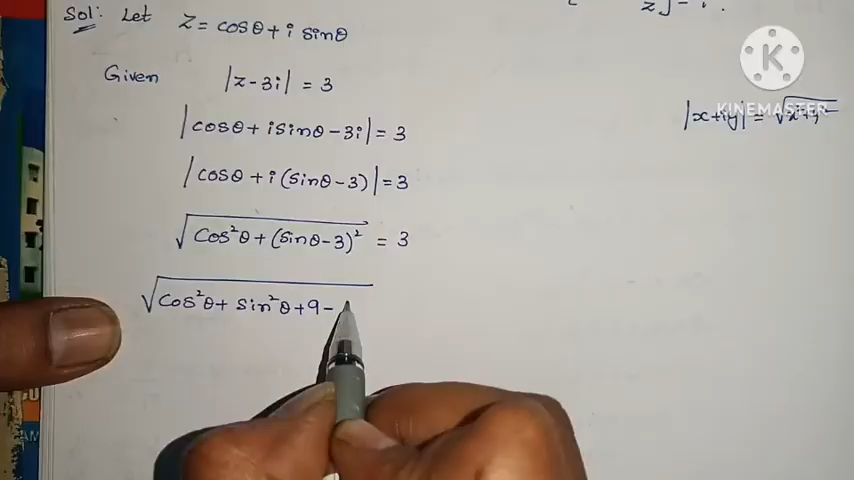 Sol: Let z = cosθ + i sinθ
Given |z - 3i| = 3
|cosθ + i sinθ - 3i| = 3
|cosθ + i(sinθ - 3)| = 3
√(cos²θ + (sinθ - 3)²) = 3
√(cos²θ + sin²θ + 9 -
z] =
|x + iy| = √(x² + y²)
KINEMASTER